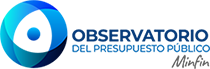 OBSERVATORIO
DEL PRESUPUESTO PÚBLICO
Minfin